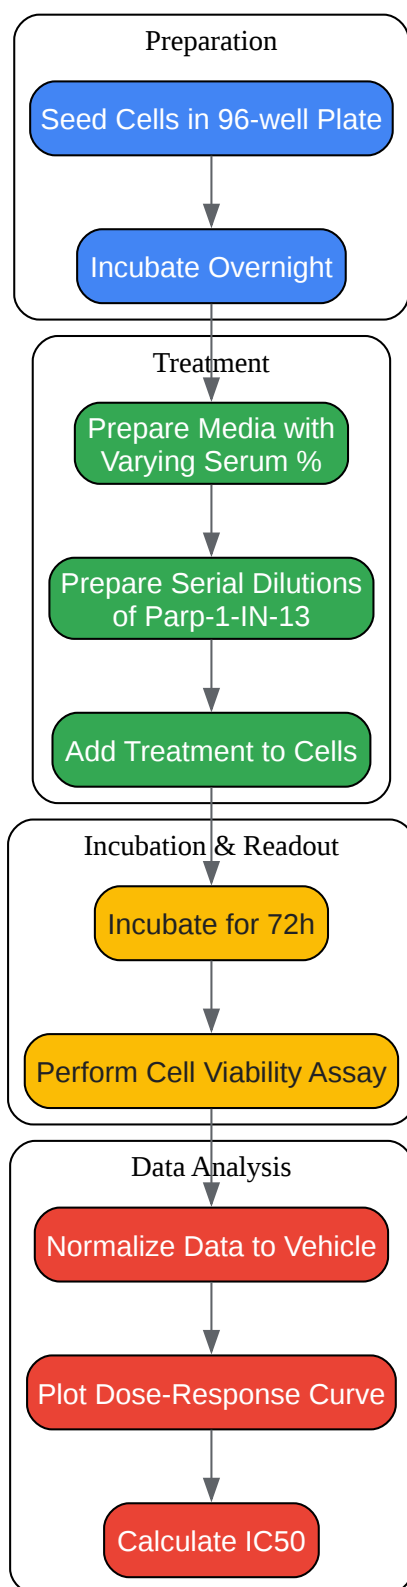 Preparation
Seed Cells in 96-well Plate
Incubate Overnight
Treatment
Prepare Media with
Varying Serum %
Prepare Serial Dilutions
of Parp-1-IN-13
Add Treatment to Cells
Incubation & Readout
Incubate for 72h
Perform Cell Viability Assay
Data Analysis
Normalize Data to Vehicle
Plot Dose-Response Curve
Calculate IC50